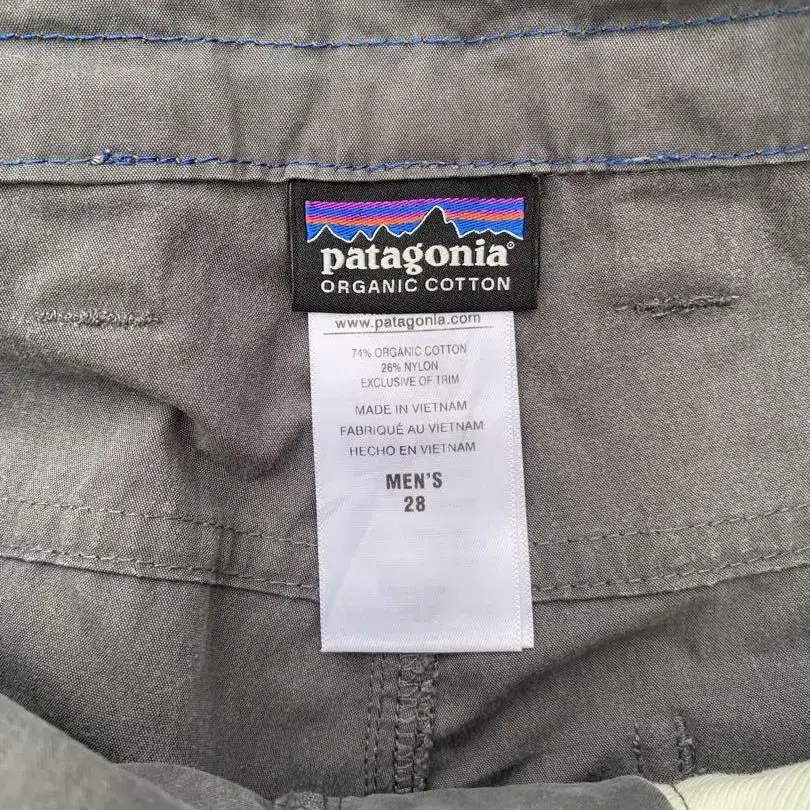 patagonia®
ORGANIC COTTON
www.patagonia.com
74% ORGANIC COTTON
26% NYLON
EXCLUSIVE OF TRIM
MADE IN VIETNAM
FABRIQUÉ AU VIETNAM
HECHO EN VIETNAM
MEN'S
28